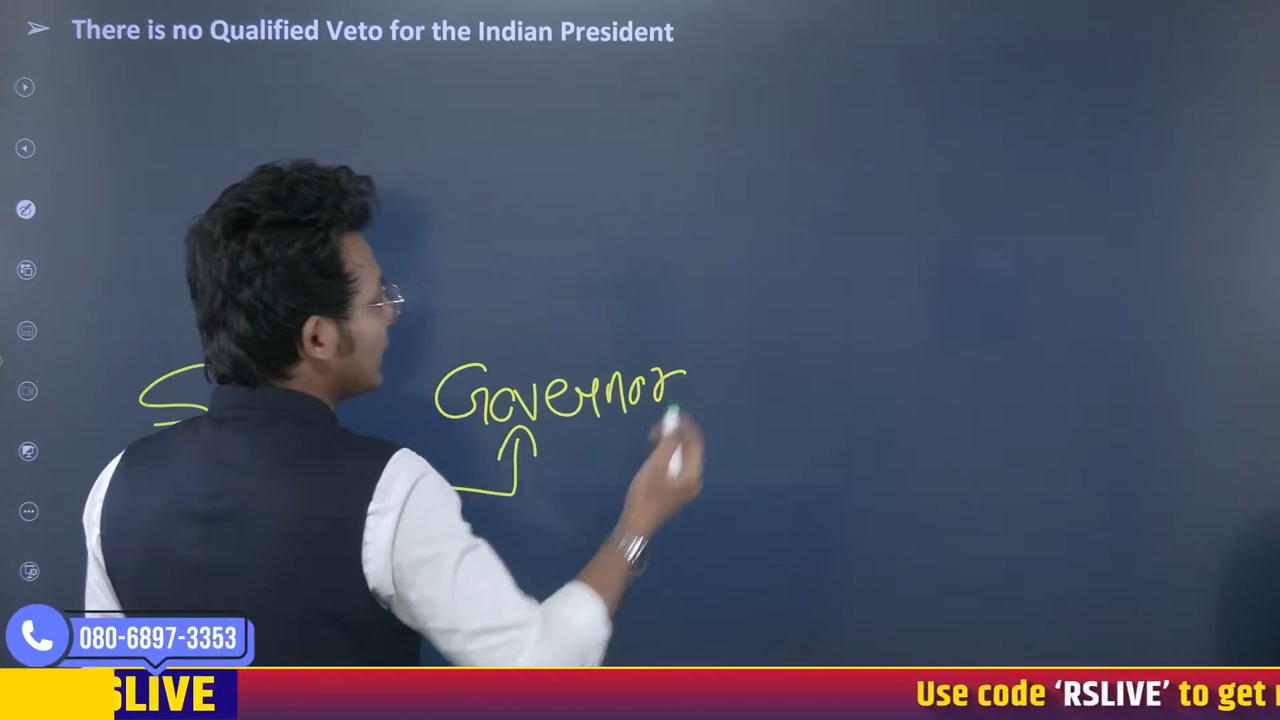 ➢ There is no Qualified Veto for the Indian President
Governor
080-6897-3353
SLIVE
Use code ‘RSLIVE’ to get